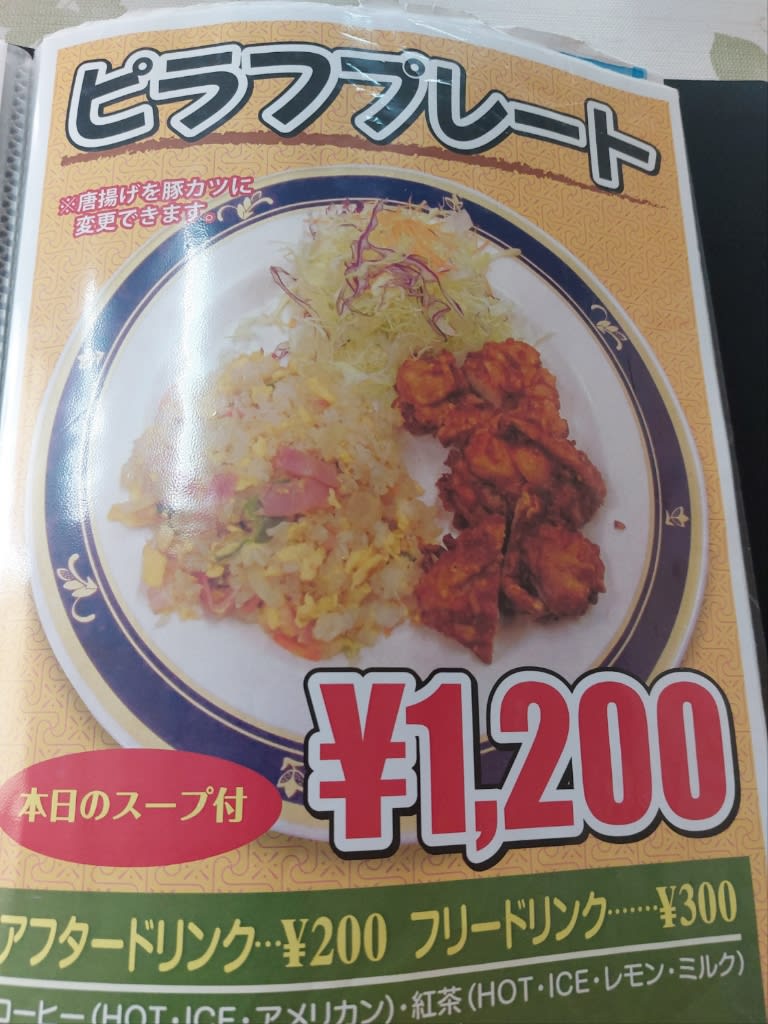 ピラフプレート
※唐揚げを豚カツに
変更できます。
¥1,200
本日のスープ付
アフタードリンク…¥200 フリードリンク……¥300
コーヒー(HOT・ICE・アメリカン)・紅茶(HOT・ICE・レモン・ミルク)